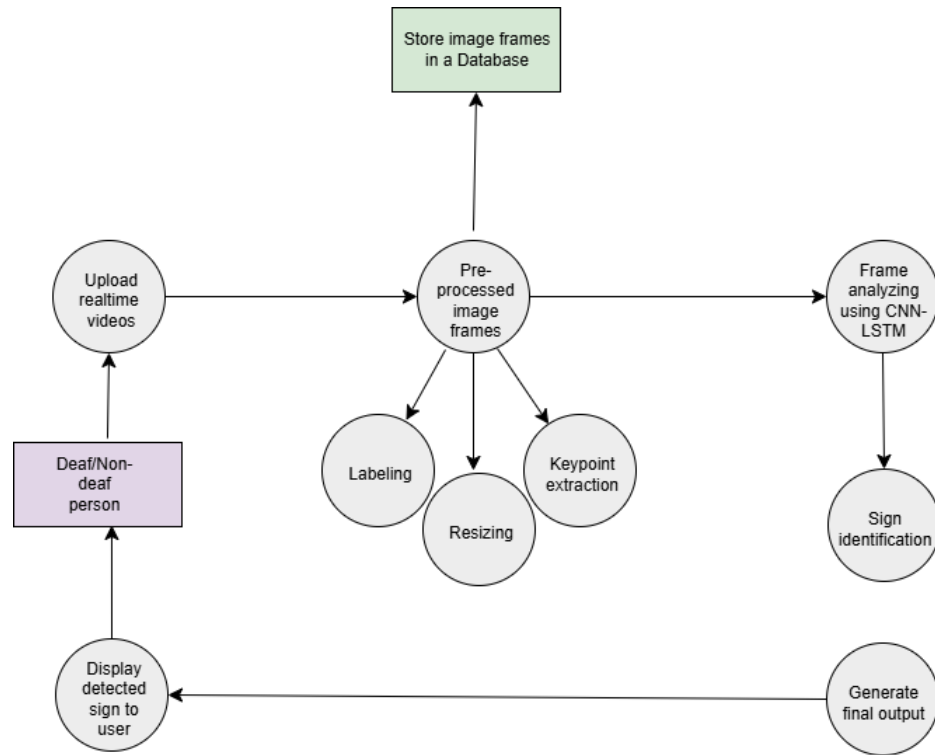 Store image frames
in a Database
Upload
realtime
videos
Pre-
processed
image
frames
Frame
analyzing
using CNN-
LSTM
Deaf/Non-
deaf
person
Labeling
Resizing
Keypoint
extraction
Sign
identification
Display
detected
sign to
user
Generate
final output